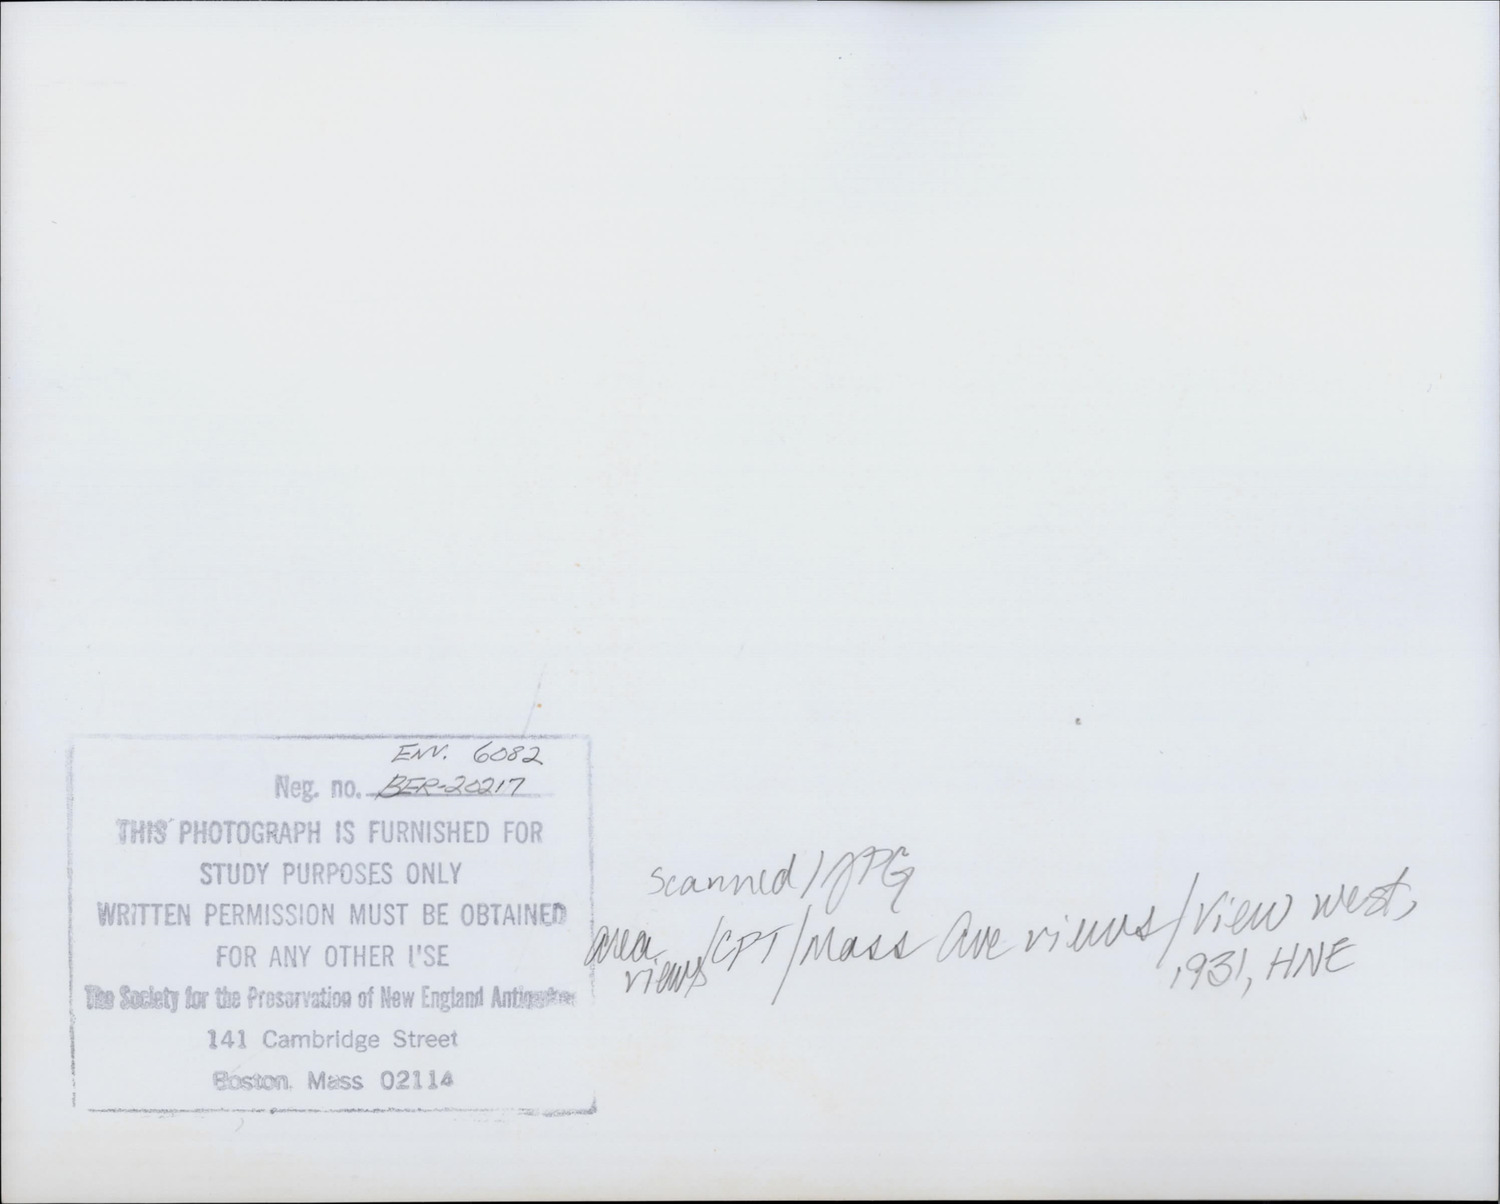 ENV. 6082
Neg. no. BER-20217
THIS PHOTOGRAPH IS FURNISHED FOR
STUDY PURPOSES ONLY
WRITTEN PERMISSION MUST BE OBTAINED
FOR ANY OTHER USE
The Society for the Preservation of New England Antiquities
141 Cambridge Street
Boston, Mass 02114
scanned/JPG
area views/CPT/Mass Ave views/View west,
1931, HNE